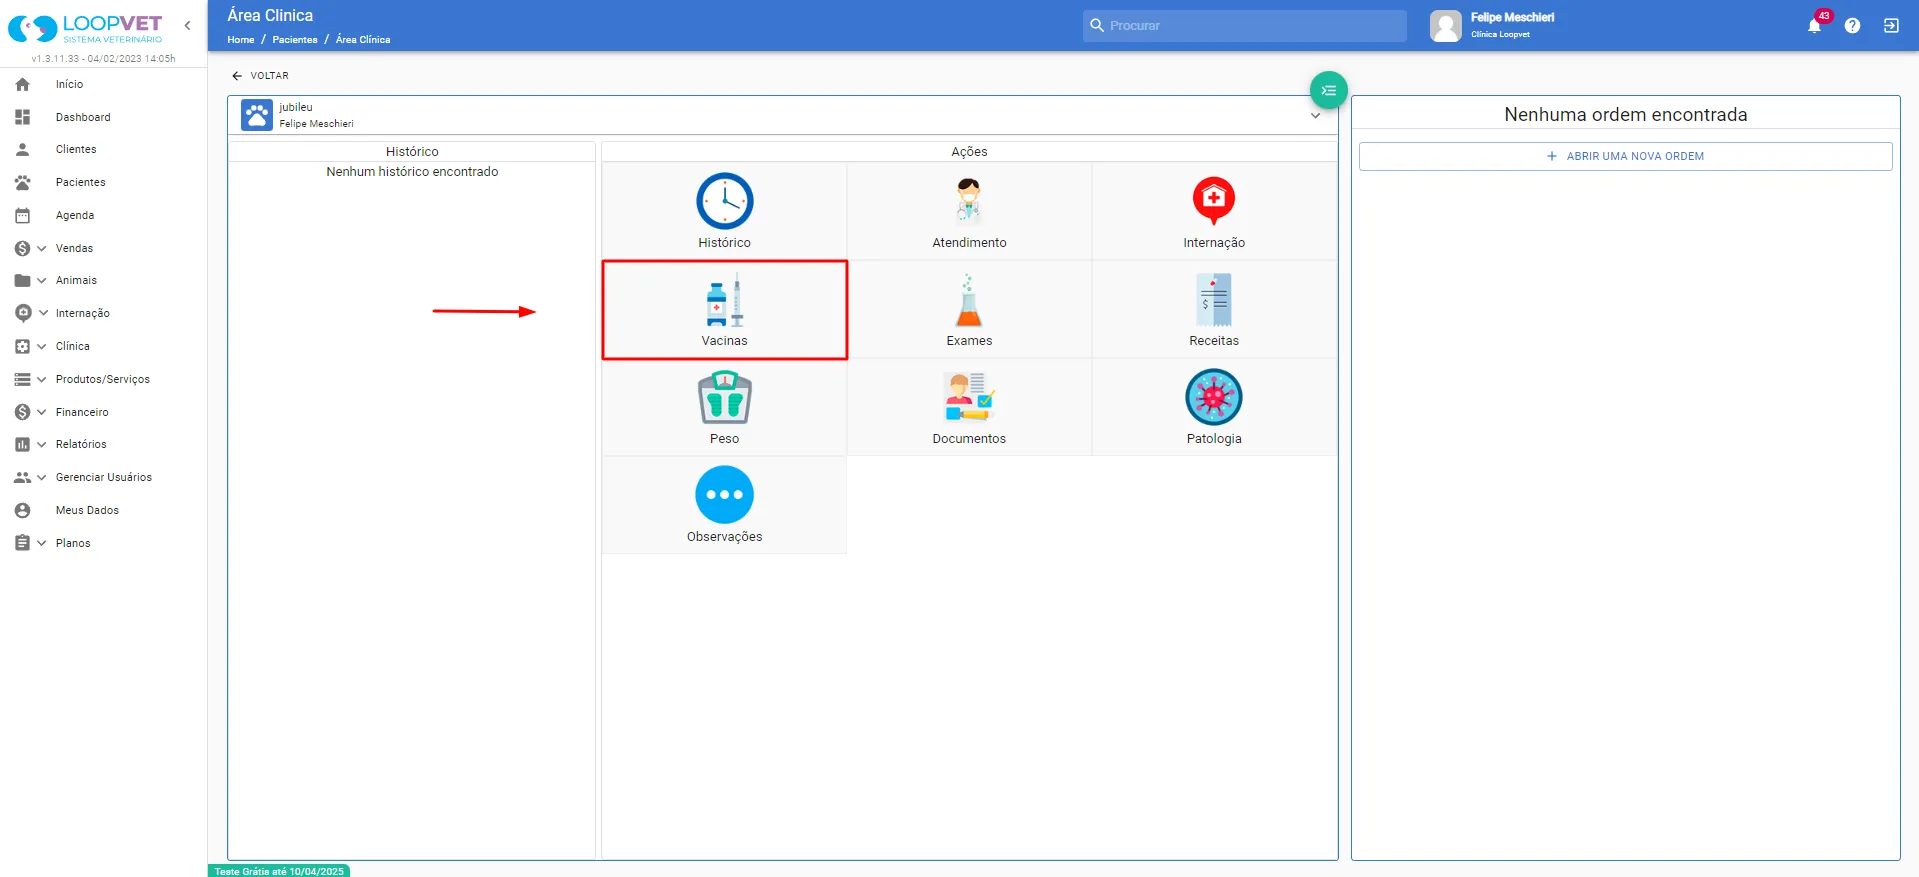 LOOPVET
SISTEMA VETERINÁRIO
v1.3.11.33 - 04/02/2023 14:05h
Início
Dashboard
Clientes
Pacientes
Agenda
Vendas
Animais
Internação
Clínica
Produtos/Serviços
Financeiro
Relatórios
Gerenciar Usuários
Meus Dados
Planos
Área Clinica
Home / Pacientes / Área Clínica
Procurar
Felipe Meschieri
Clínica Loopvet
43
VOLTAR
jubileu
Felipe Meschieri
Histórico
Nenhum histórico encontrado
Ações
Histórico
Atendimento
Internação
Vacinas
Exames
Receitas
Peso
Documentos
Patologia
Observações
Nenhuma ordem encontrada
+ ABRIR UMA NOVA ORDEM
Teste Grátis até 10/04/2025